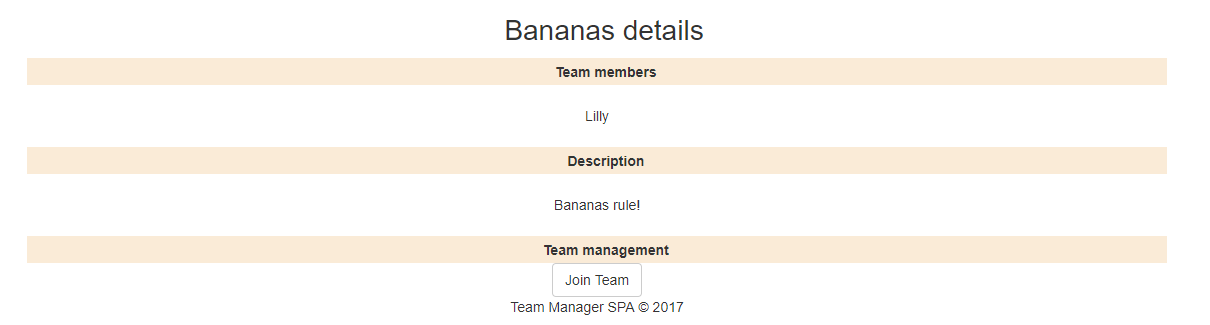 Bananas details
Team members
Lilly
Description
Bananas rule!
Team management
Join Team
Team Manager SPA © 2017